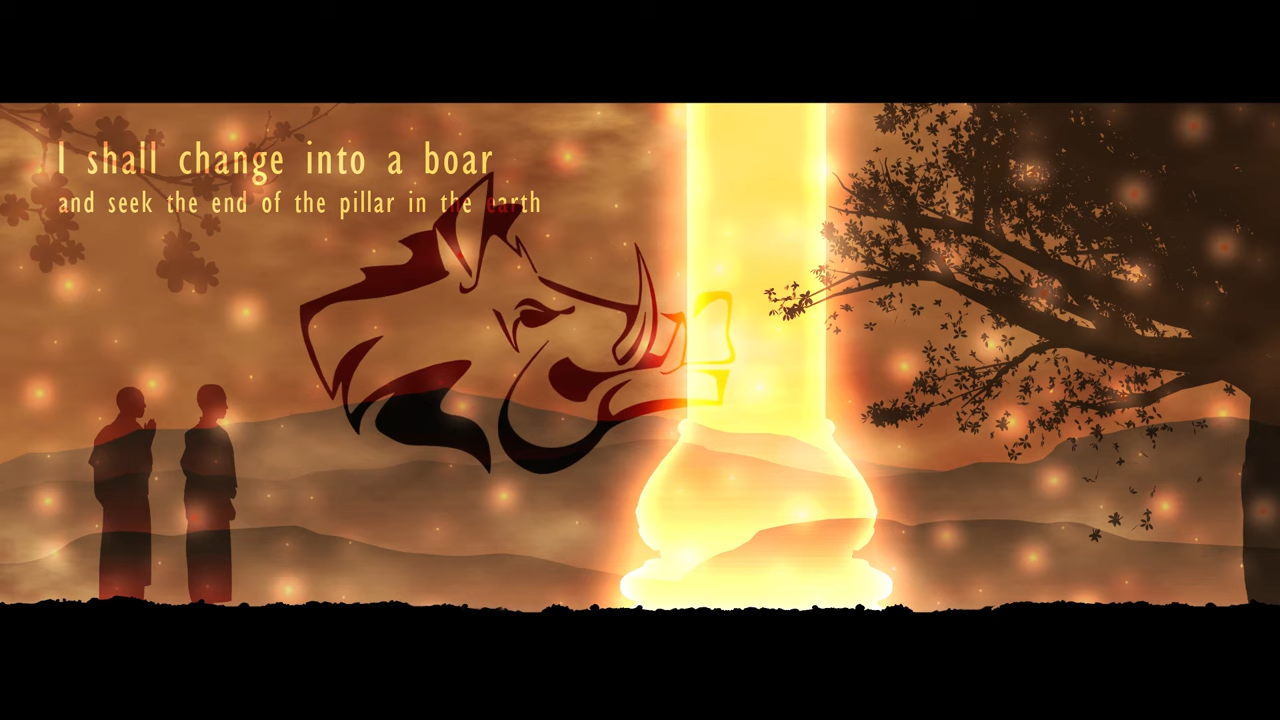 I shall change into a boar
and seek the end of the pillar in the earth